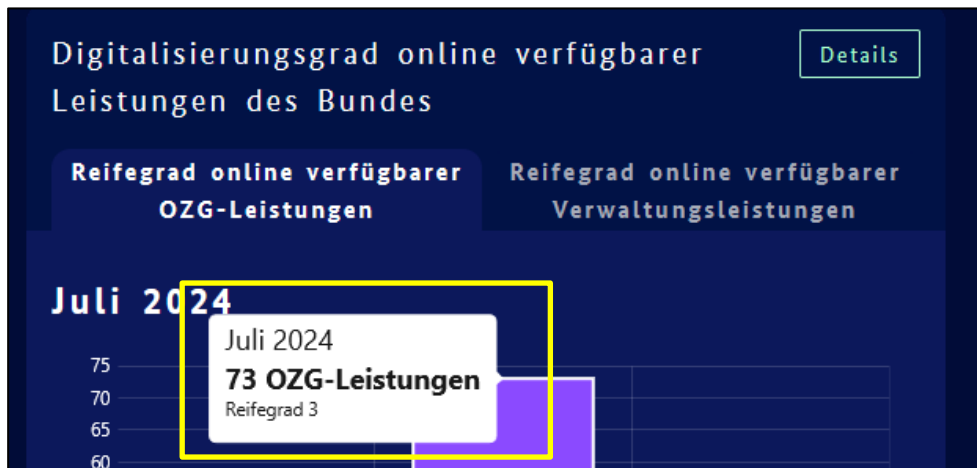 Digitalisierungsgrad online verfügbarer
Leistungen des Bundes
Details
Reifegrad online verfügbarer
OZG-Leistungen
Reifegrad online verfügbarer
Verwaltungsleistungen
Juli 2024
Juli 2024
73 OZG-Leistungen
Reifegrad 3
75
70
65
60